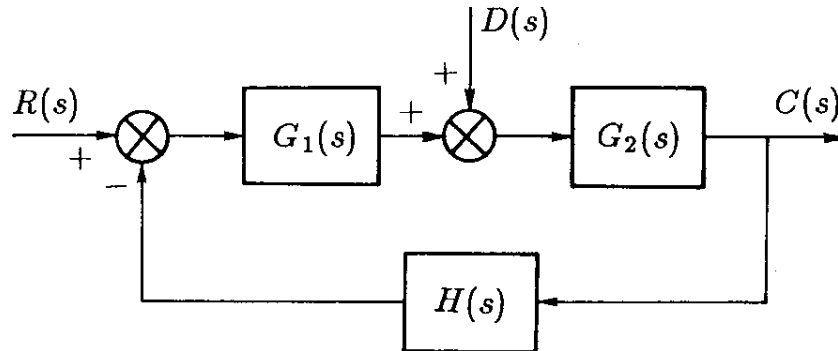 D(s)
+
R(s)
+
G₁(s)
+
G₂(s)
C(s)
−
H(s)